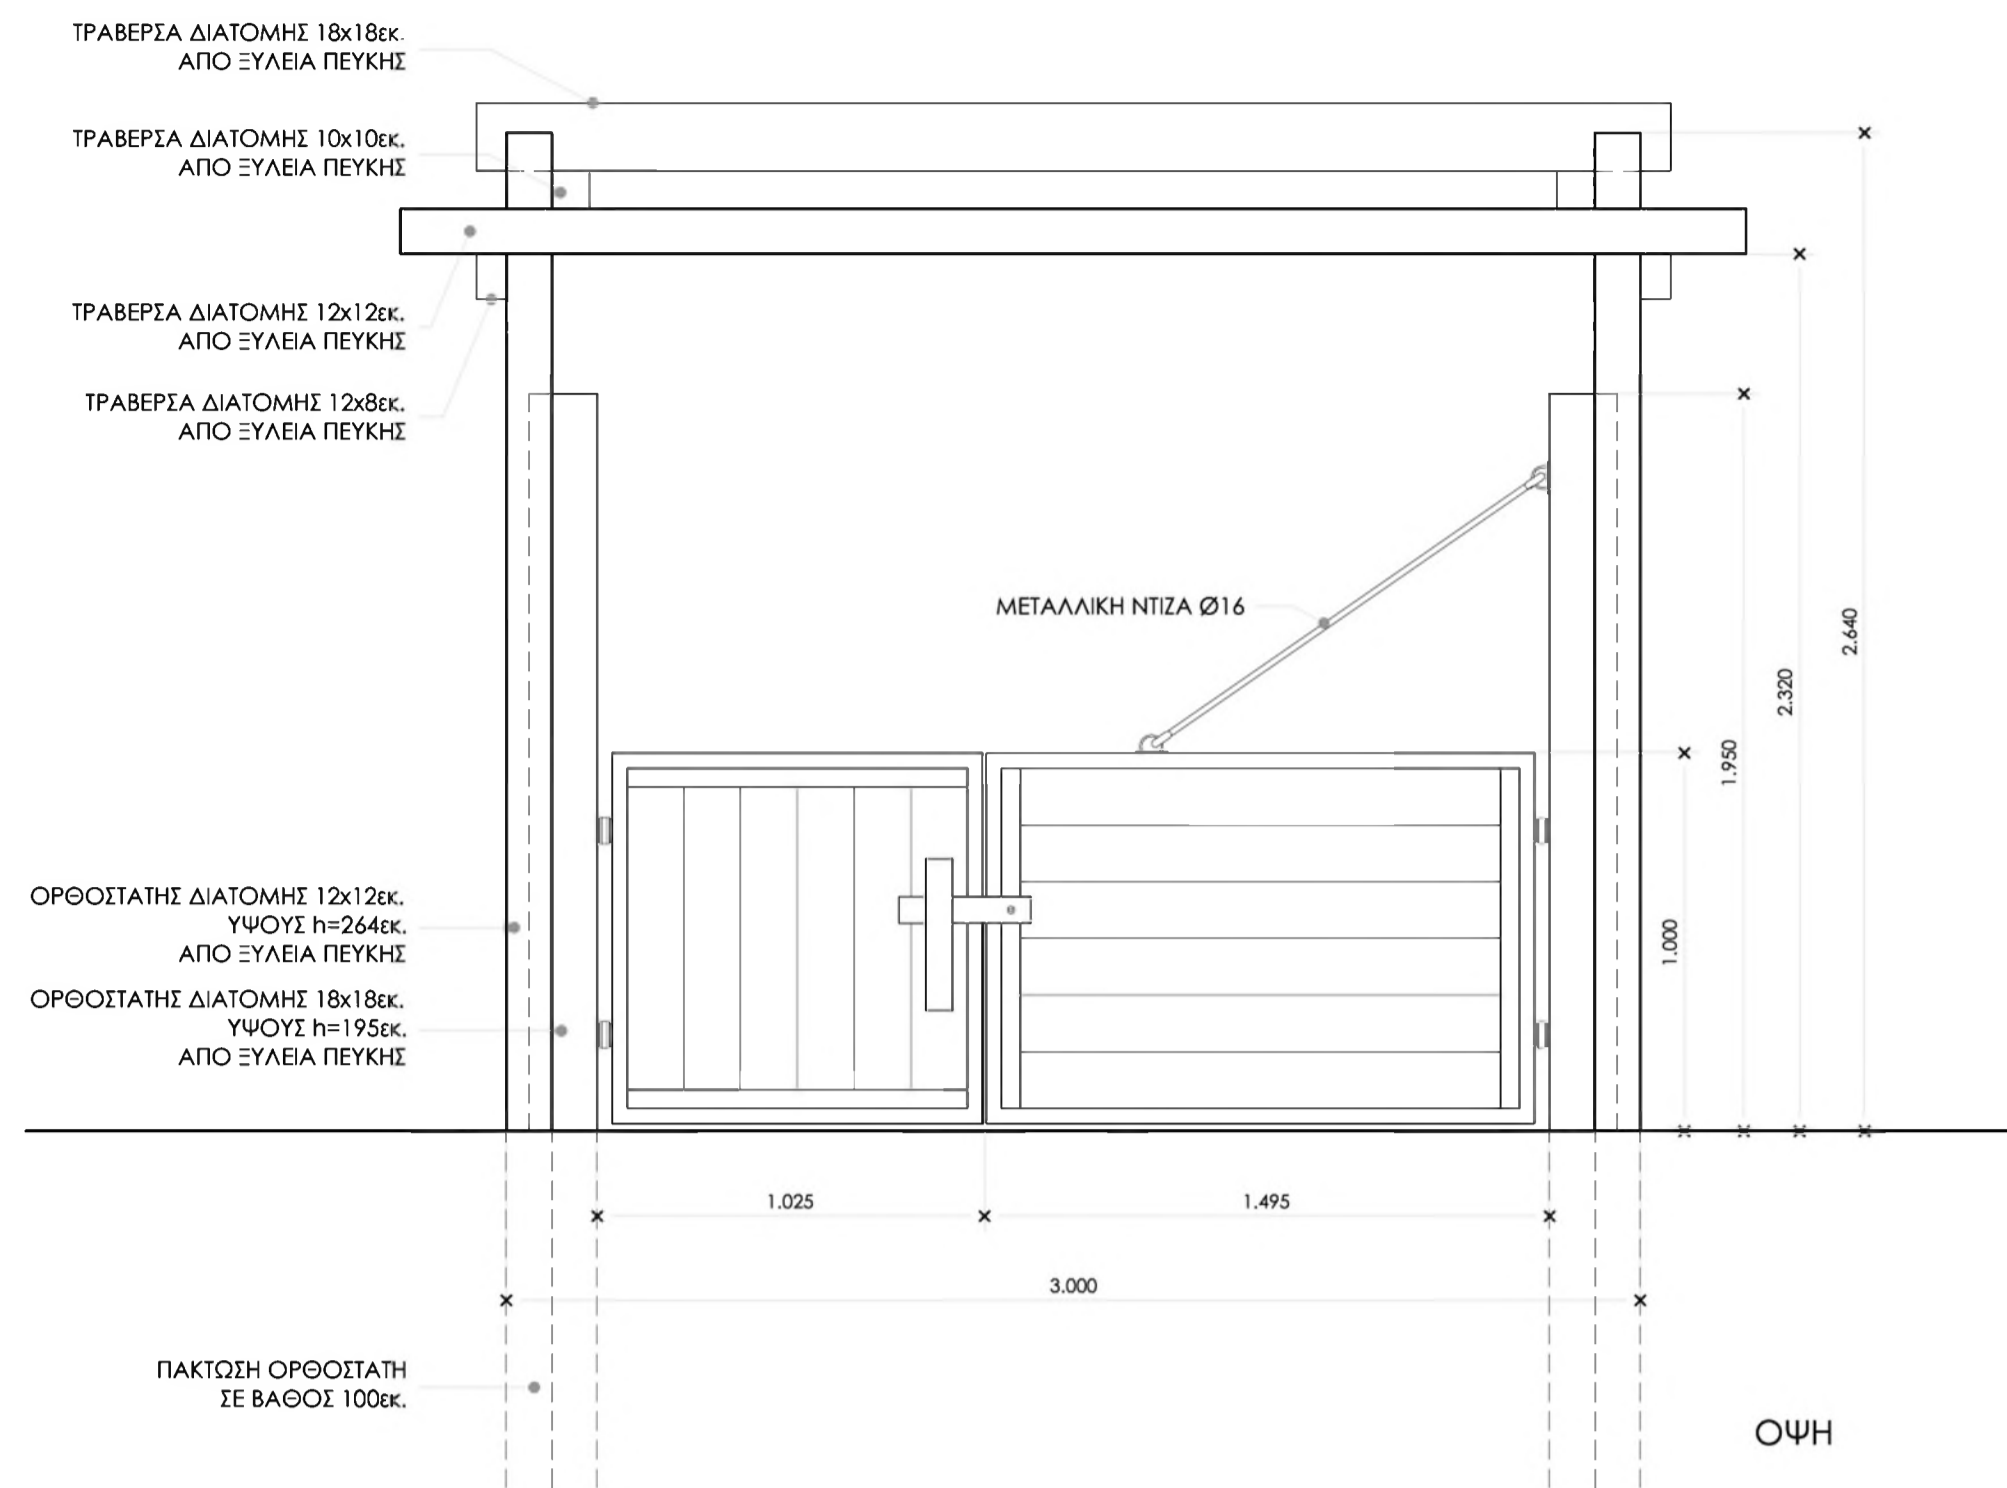 ΤΡΑΒΕΡΣΑ ΔΙΑΤΟΜΗΣ 18x18εκ.
ΑΠΟ ΞΥΛΕΙΑ ΠΕΥΚΗΣ
ΤΡΑΒΕΡΣΑ ΔΙΑΤΟΜΗΣ 10x10εκ.
ΑΠΟ ΞΥΛΕΙΑ ΠΕΥΚΗΣ
ΤΡΑΒΕΡΣΑ ΔΙΑΤΟΜΗΣ 12x12εκ.
ΑΠΟ ΞΥΛΕΙΑ ΠΕΥΚΗΣ
ΤΡΑΒΕΡΣΑ ΔΙΑΤΟΜΗΣ 12x8εκ.
ΑΠΟ ΞΥΛΕΙΑ ΠΕΥΚΗΣ
ΜΕΤΑΛΛΙΚΗ ΝΤΙΖΑ Ø16
2.640
2.320
1.950
1.000
ΟΡΘΟΣΤΑΤΗΣ ΔΙΑΤΟΜΗΣ 12x12εκ.
ΥΨΟΥΣ h=264εκ.
ΑΠΟ ΞΥΛΕΙΑ ΠΕΥΚΗΣ
ΟΡΘΟΣΤΑΤΗΣ ΔΙΑΤΟΜΗΣ 18x18εκ.
ΥΨΟΥΣ h=195εκ.
ΑΠΟ ΞΥΛΕΙΑ ΠΕΥΚΗΣ
1.025
1.495
3.000
ΠΑΚΤΩΣΗ ΟΡΘΟΣΤΑΤΗ
ΣΕ ΒΑΘΟΣ 100εκ.
ΟΨΗ